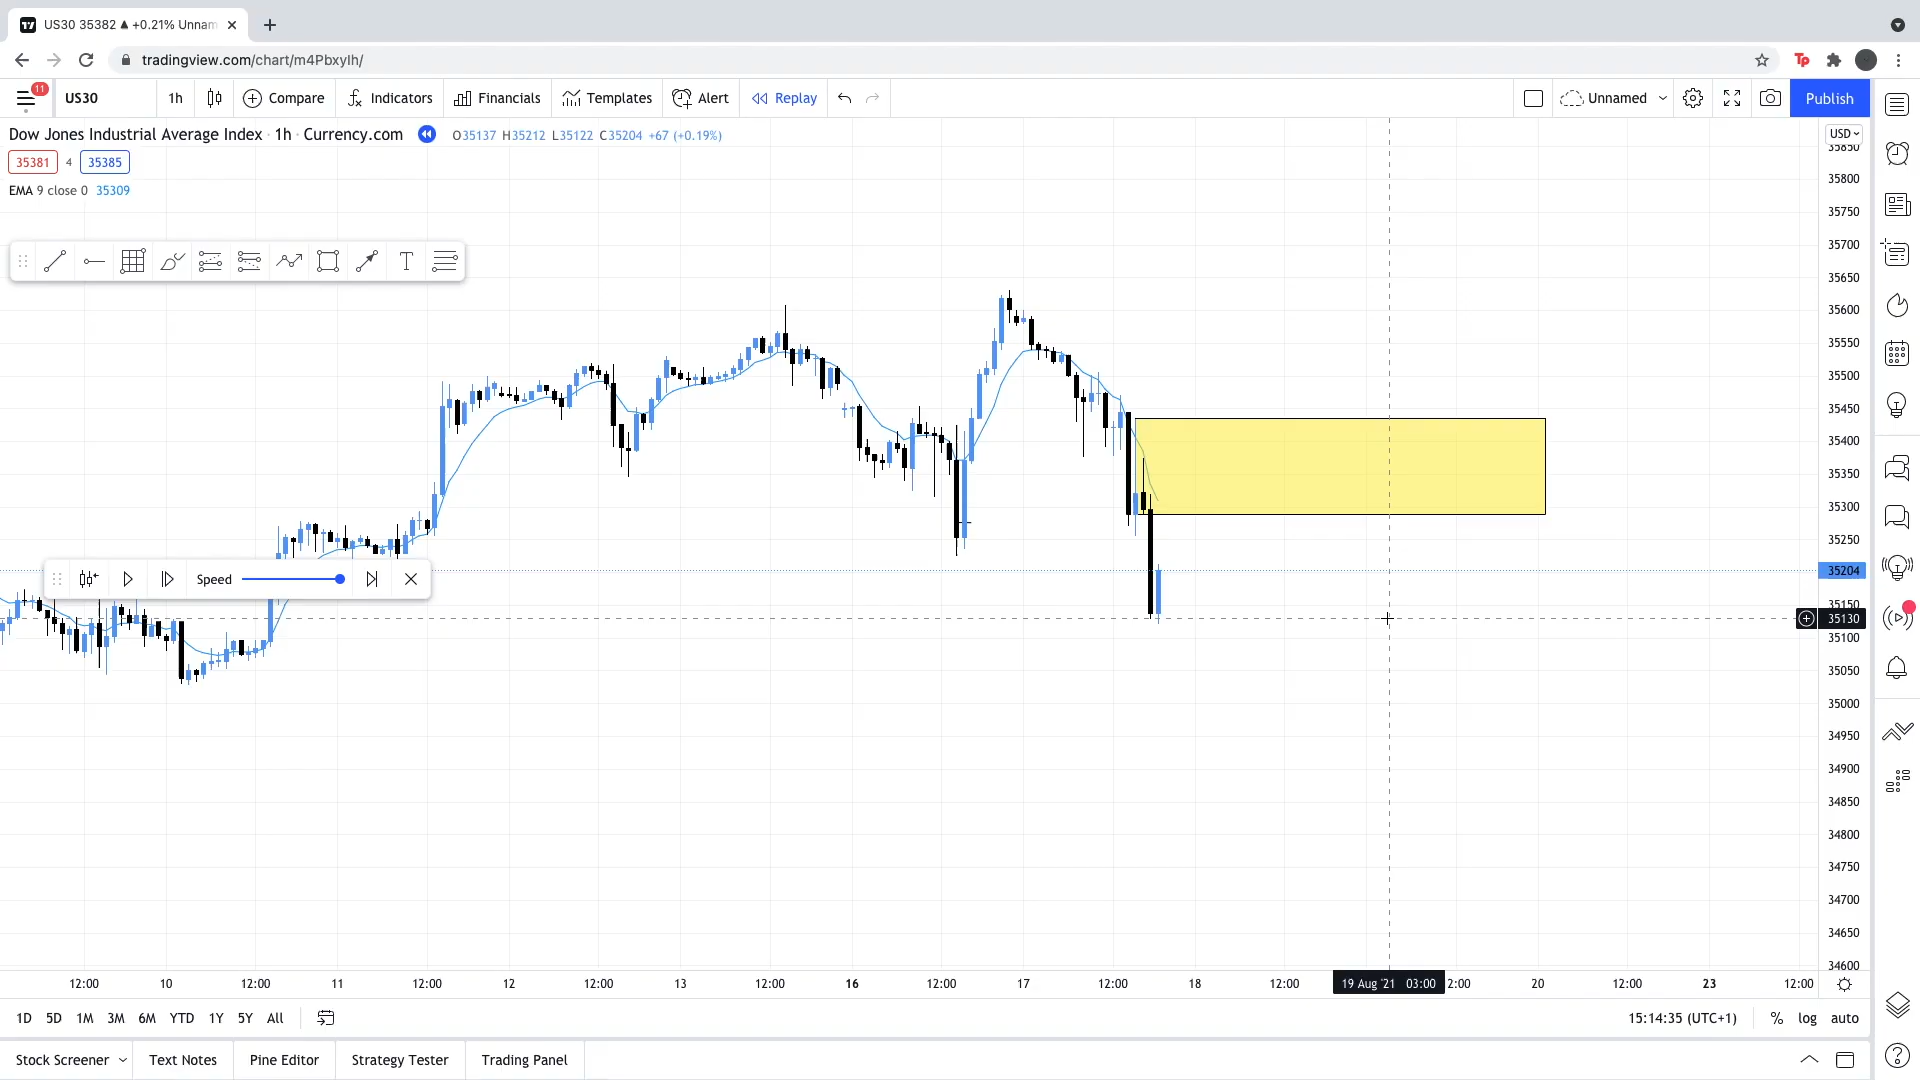 US30 35382 ▲ +0.21% Unnam
tradingview.com/chart/m4PbxyIh/
Tp
11
US30 1h Compare Indicators Financials Templates Alert Replay Unnamed Publish
Dow Jones Industrial Average Index · 1h · Currency.com O35137 H35212 L35122 C35204 +67 (+0.19%)
USD
35850
35381 4 35385
35800
EMA 9 close 0 35309
35750
35700
T
35650
35600
35550
35500
35450
35400
35350
35300
35250
35204
Speed
35150
35130
35100
35050
35000
34950
34900
34850
34800
34750
34700
34650
34600
12:00 10 12:00 11 12:00 12 12:00 13 12:00 16 12:00 17 12:00 18 12:00 19 Aug '21 03:00 2:00 20 12:00 23 12:00
1D 5D 1M 3M 6M YTD 1Y 5Y All 15:14:35 (UTC+1) % log auto
Stock Screener Text Notes Pine Editor Strategy Tester Trading Panel